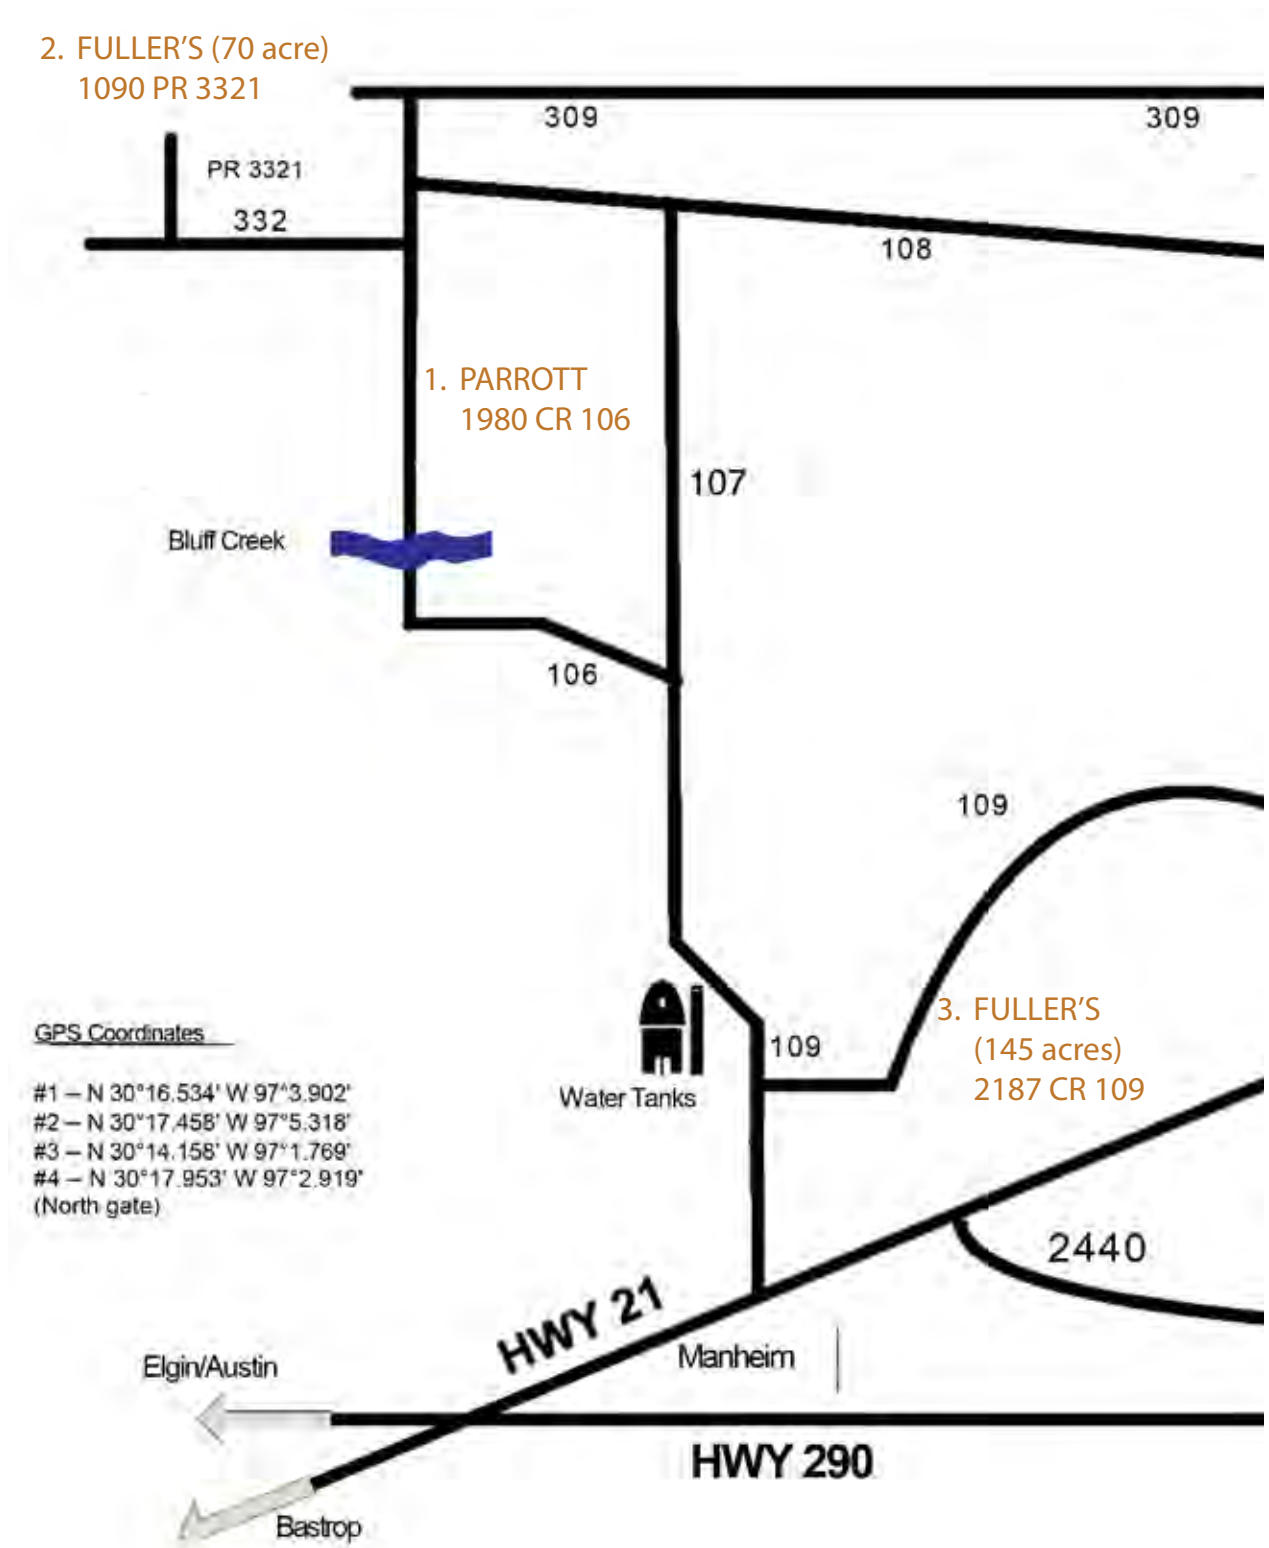 2. FULLER’S (70 acre)
1090 PR 3321
309
309
PR 3321
332
108
1. PARROTT
1980 CR 106
107
Bluff Creek
106
109
3. FULLER’S
(145 acres)
2187 CR 109
GPS Coordinates
109
Water Tanks
#1 – N 30°16.534' W 97°3.902'
#2 – N 30°17.458' W 97°5.318'
#3 – N 30°14.158' W 97°1.769'
#4 – N 30°17.953' W 97°2.919'
(North gate)
2440
HWY 21
Manheim
Elgin/Austin
HWY 290
Bastrop